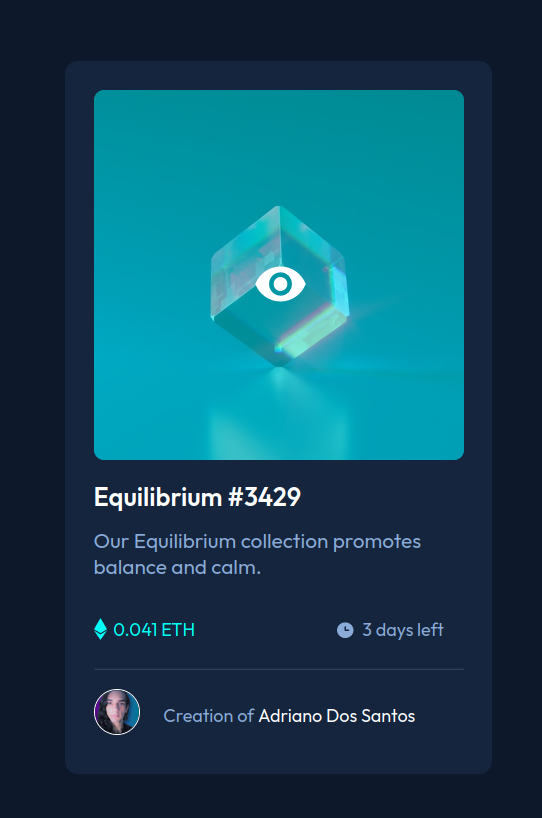 Equilibrium #3429
Our Equilibrium collection promotes
balance and calm.
0.041 ETH
3 days left
Creation of Adriano Dos Santos